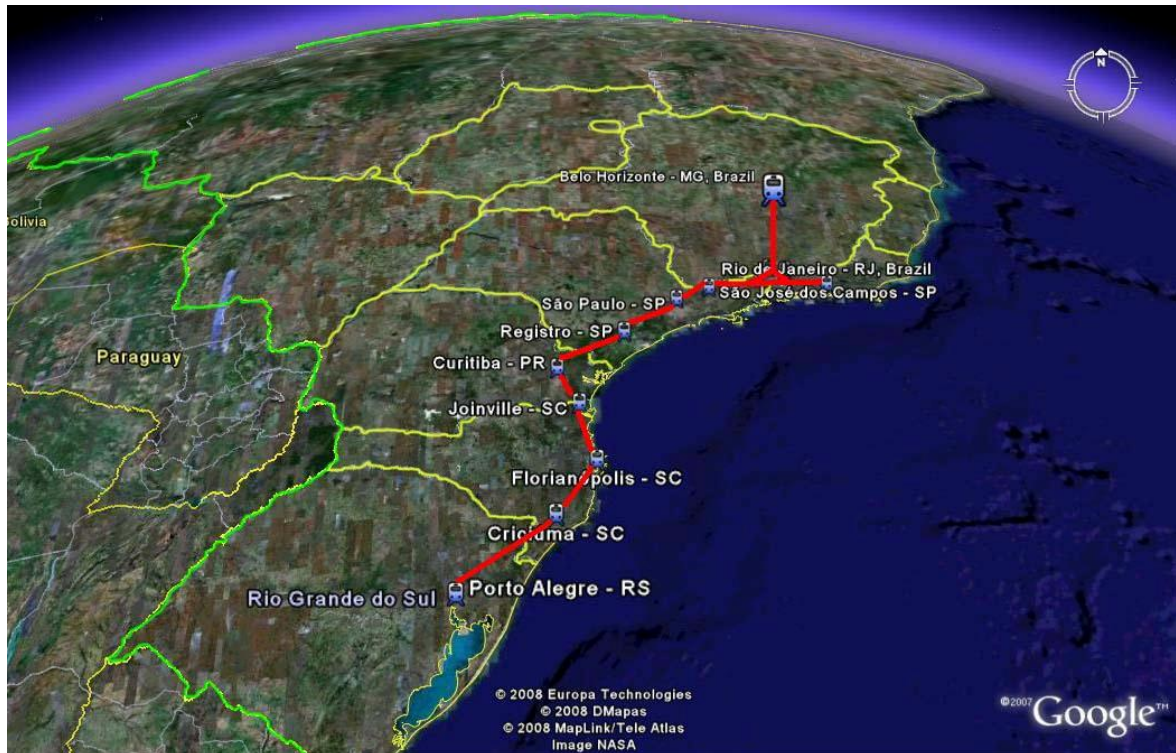 N
Belo Horizonte - MG, Brazil
Bolivia
Rio de Janeiro - RJ, Brazil
São José dos Campos - SP
São Paulo - SP
Registro - SP
Paraguay
Curitiba - PR
Joinville - SC
Florianópolis - SC
Criciuma - SC
Porto Alegre - RS
Rio Grande do Sul
© 2008 Europa Technologies
© 2008 DMapas
© 2008 MapLink/Tele Atlas
Image NASA
©2007 Google™